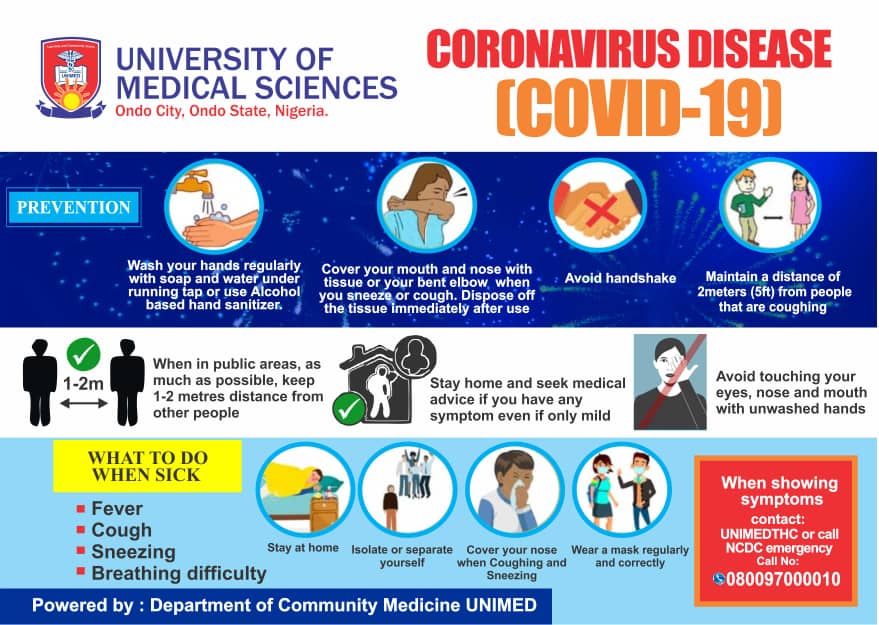 UNIMED
UNIVERSITY OF
MEDICAL SCIENCES
Ondo City, Ondo State, Nigeria.
CORONAVIRUS DISEASE
(COVID-19)
PREVENTION
Wash your hands regularly
with soap and water under
running tap or use Alcohol
based hand sanitizer.
Cover your mouth and nose with
tissue or your bent elbow when
you sneeze or cough. Dispose off
the tissue immediately after use
Avoid handshake
Maintain a distance of
2meters (5ft) from people
that are coughing
1-2m
When in public areas, as
much as possible, keep
1-2 metres distance from
other people
Stay home and seek medical
advice if you have any
symptom even if only mild
Avoid touching your
eyes, nose and mouth
with unwashed hands
WHAT TO DO
WHEN SICK
Fever
Cough
Sneezing
Breathing difficulty
Stay at home
Isolate or separate
yourself
Cover your nose
when Coughing and
Sneezing
Wear a mask regularly
and correctly
When showing
symptoms
contact:
UNIMEDTHC or call
NCDC emergency
Call No:
080097000010
Powered by : Department of Community Medicine UNIMED